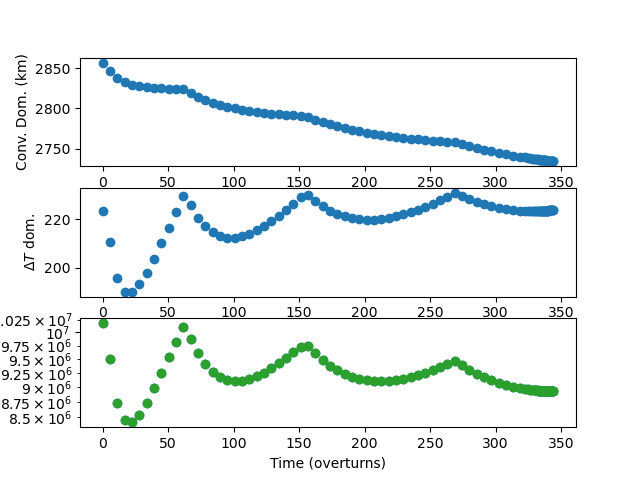 Conv. Dom. (km)
2850
2800
2750
0 50 100 150 200 250 300 350
ΔT dom.
220
200
0 50 100 150 200 250 300 350
.025 × 10⁷
10⁷
9.75 × 10⁶
9.5 × 10⁶
9.25 × 10⁶
9 × 10⁶
8.75 × 10⁶
8.5 × 10⁶
0 50 100 150 200 250 300 350
Time (overturns)